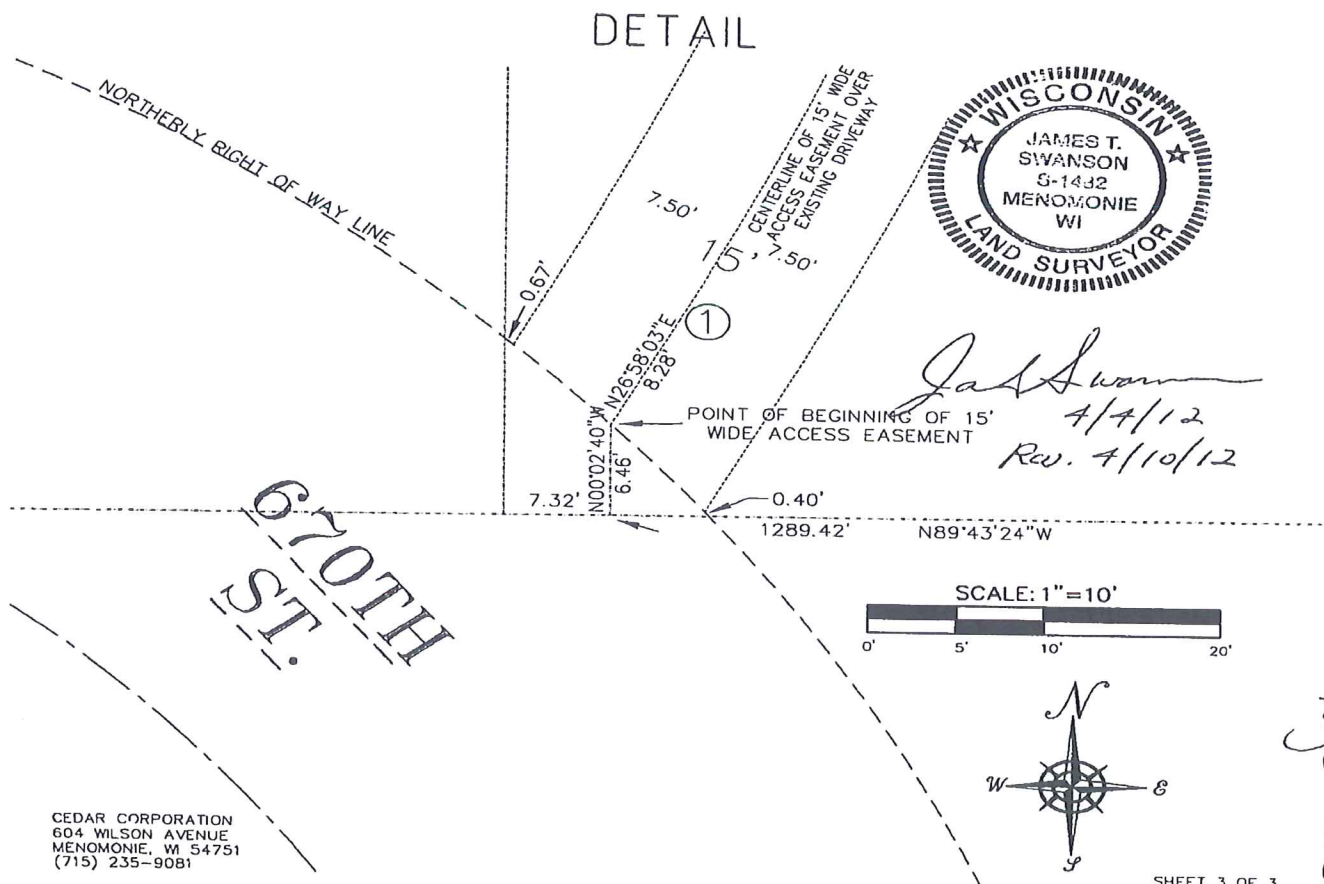 DETAIL
NORTHERLY RIGHT OF WAY LINE
0.67'
7.50'
15'
7.50'
CENTERLINE OF 15' WIDE
ACCESS EASEMENT OVER
EXISTING DRIVEWAY
WISCONSIN
JAMES T.
SWANSON
S-1482
MENOMONIE
WI
LAND SURVEYOR
1
N26°58'03"E
8.28'
N00°02'40"W
6.46'
POINT OF BEGINNING OF 15'
WIDE ACCESS EASEMENT
4/4/12
Rev. 4/10/12
7.32'
0.40'
1289.42'
N89°43'24"W
670TH
ST.
SCALE: 1"=10'
0' 5' 10' 20'
N
W E
S
CEDAR CORPORATION
604 WILSON AVENUE
MENOMONIE, WI 54751
(715) 235-9081
SHEET 3 OF 3